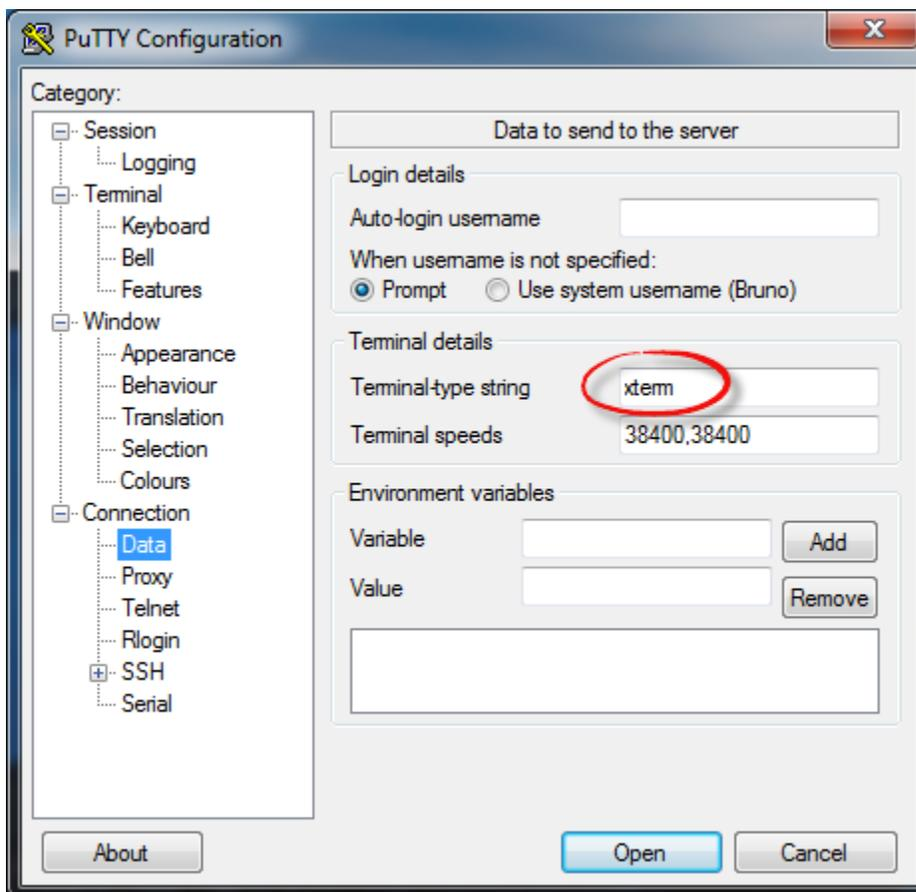 PuTTY Configuration
X
Category:
Session
Logging
Terminal
Keyboard
Bell
Features
Window
Appearance
Behaviour
Translation
Selection
Colours
Connection
Data
Proxy
Telnet
Rlogin
SSH
Serial
Data to send to the server
Login details
Auto-login username
When username is not specified:
Prompt Use system username (Bruno)
Terminal details
Terminal-type string xterm
Terminal speeds 38400,38400
Environment variables
Variable Add
Value Remove
About Open Cancel